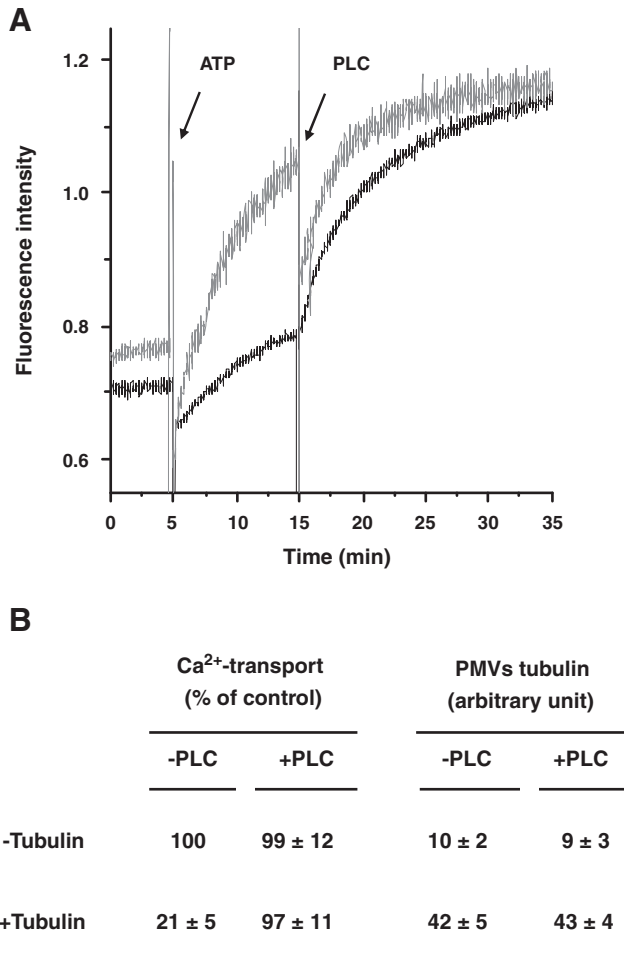 A
ATP
PLC
1.2
1.0
0.8
0.6
Fluorescence intensity
0 5 10 15 20 25 30 35
Time (min)
B
Ca²⁺-transport PMVs tubulin
(% of control) (arbitrary unit)
-PLC +PLC -PLC +PLC
-Tubulin 100 99 ± 12 10 ± 2 9 ± 3
+Tubulin 21 ± 5 97 ± 11 42 ± 5 43 ± 4